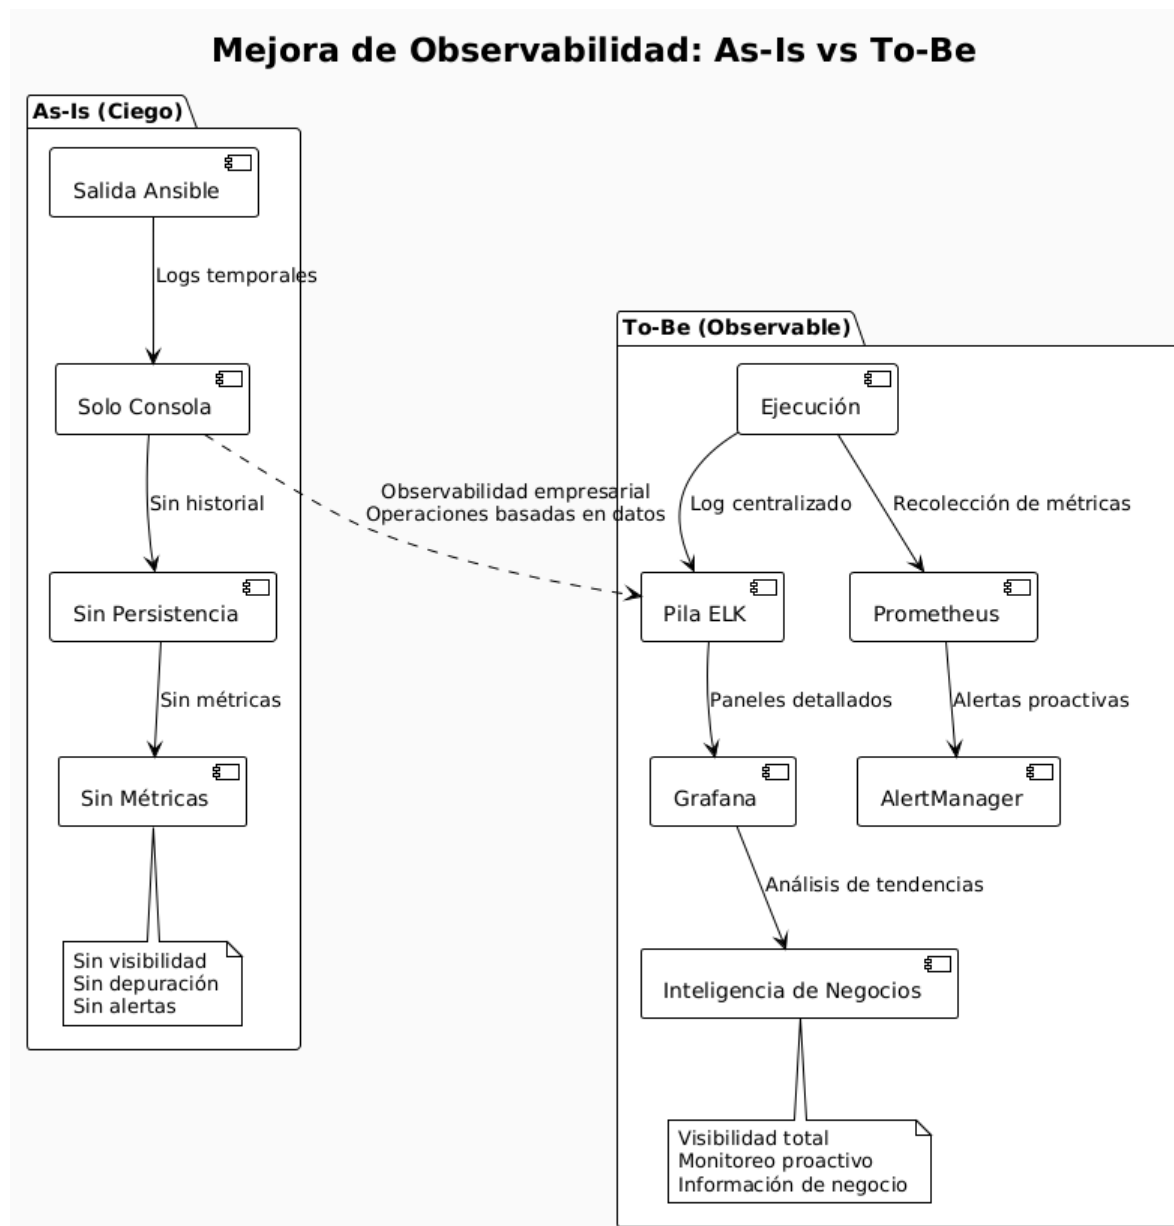 Mejora de Observabilidad: As-Is vs To-Be
As-Is (Ciego)
Salida Ansible
Logs temporales
Solo Consola
Sin historial
Sin Persistencia
Sin métricas
Sin Métricas
Sin visibilidad
Sin depuración
Sin alertas
Observabilidad empresarial
Operaciones basadas en datos
To-Be (Observable)
Ejecución
Log centralizado
Recolección de métricas
Pila ELK
Prometheus
Paneles detallados
Alertas proactivas
Grafana
AlertManager
Análisis de tendencias
Inteligencia de Negocios
Visibilidad total
Monitoreo proactivo
Información de negocio